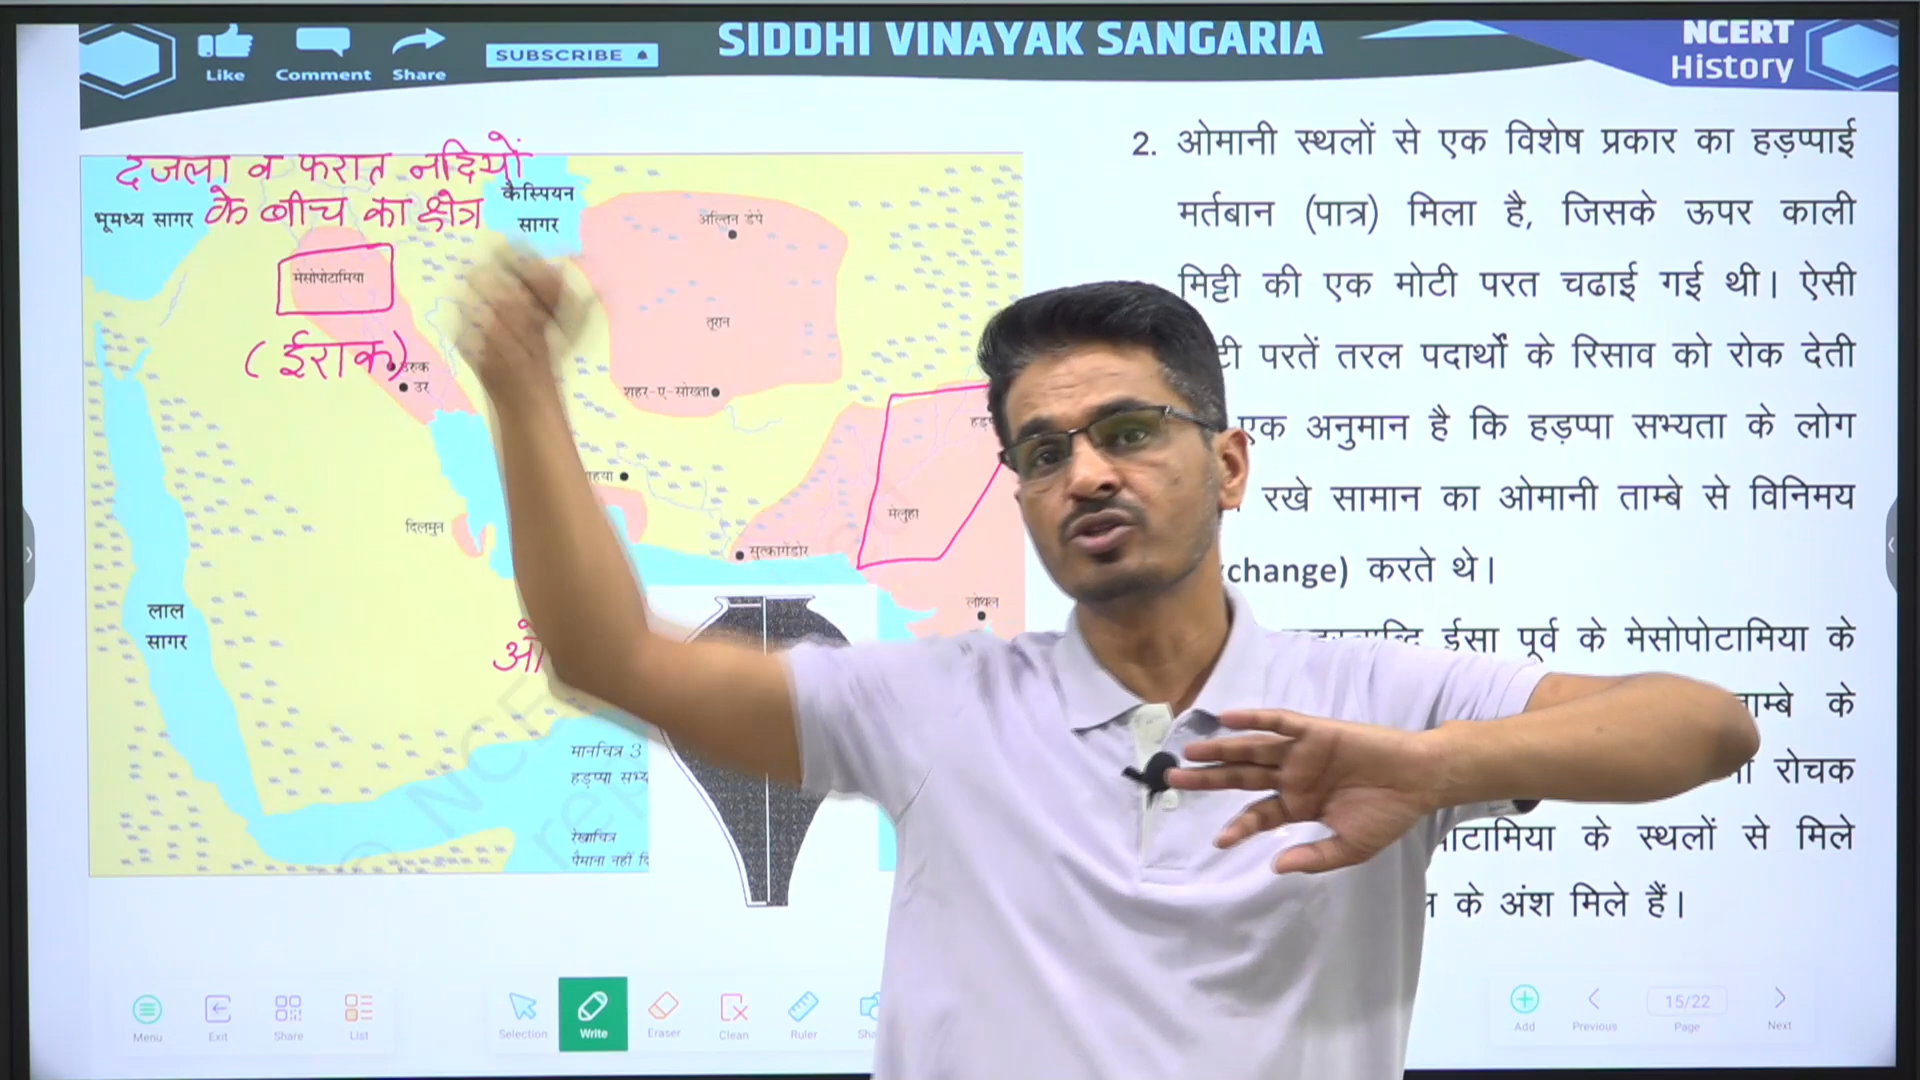 SIDDHI VINAYAK SANGARIA
NCERT
History
Like
Comment
Share
SUBSCRIBE
दजला व फरात नदियों
के बीच का क्षेत्र
भूमध्य सागर
कैस्पियन
सागर
मेसोपोटामिया
(ईराक)
उरुक
उर
अल्तिन डेपे
तूरान
शहर-ए-सोख्ता
मेलुहा
दिलमुन
सुत्कागेंडोर
लोथल
लाल
सागर
मानचित्र 3
हड़प्पा
रेखाचित्र
पैमाना नहीं
2. ओमानी स्थलों से एक विशेष प्रकार का हड़प्पाई
मर्तबान (पात्र) मिला है, जिसके ऊपर काली
मिट्टी की एक मोटी परत चढाई गई थी। ऐसी
परतें तरल पदार्थों के रिसाव को रोक देती
एक अनुमान है कि हड़प्पा सभ्यता के लोग
रखे सामान का ओमानी ताम्बे से विनिमय
change) करते थे।
ईसा पूर्व के मेसोपोटामिया के
के
रोचक
के स्थलों से मिले
के अंश मिले हैं।
Menu
Exit
Share
List
Selection
Write
Eraser
Clean
Ruler
Add
Previous
15/22
Page
Next